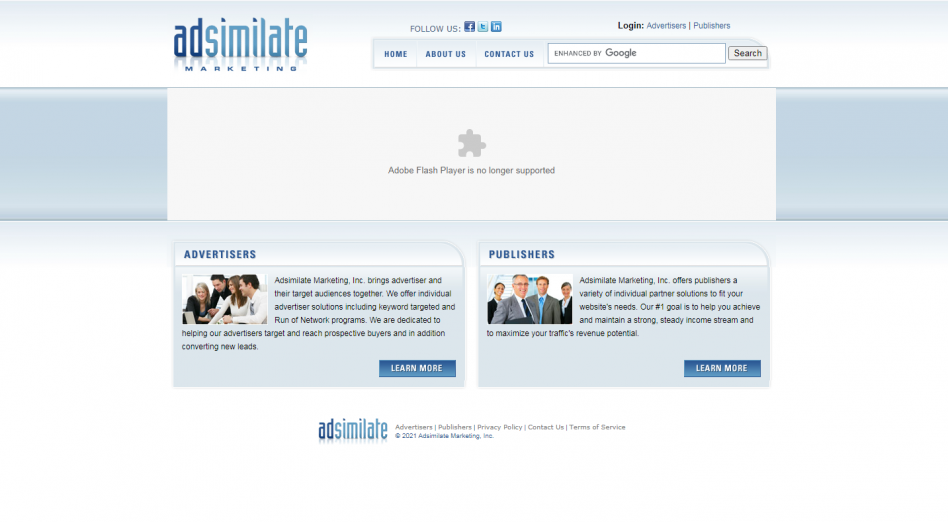 adsimilate
MARKETING
FOLLOW US:
Login: Advertisers | Publishers
HOME
ABOUT US
CONTACT US
ENHANCED BY Google
Search
Adobe Flash Player is no longer supported
ADVERTISERS
Adsimilate Marketing, Inc. brings advertiser and
their target audiences together. We offer individual
advertiser solutions including keyword targeted and
Run of Network programs. We are dedicated to
helping our advertisers target and reach prospective buyers and in addition
converting new leads.
LEARN MORE
PUBLISHERS
Adsimilate Marketing, Inc. offers publishers a
variety of individual partner solutions to fit your
website's needs. Our #1 goal is to help you achieve
and maintain a strong, steady income stream and
to maximize your traffic's revenue potential.
LEARN MORE
adsimilate
Advertisers | Publishers | Privacy Policy | Contact Us | Terms of Service
© 2021 Adsimilate Marketing, Inc.